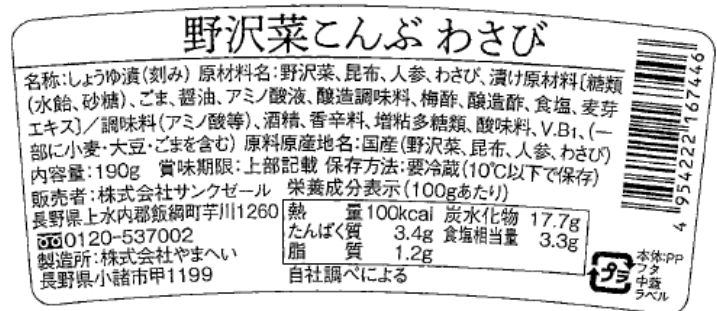 野沢菜こんぶ わさび
名称:しょうゆ漬(刻み) 原材料名:野沢菜、昆布、人参、わさび、漬け原材料〔糖類
(水飴、砂糖)、ごま、醤油、アミノ酸液、醸造調味料、梅酢、醸造酢、食塩、麦芽
エキス〕/調味料(アミノ酸等)、酒精、香辛料、増粘多糖類、酸味料、V.B1、(一
部に小麦・大豆・ごまを含む) 原料原産地名:国産(野沢菜、昆布、人参、わさび)
内容量:190g 賞味期限:上部記載 保存方法:要冷蔵(10℃以下で保存)
販売者:株式会社サンクゼール
長野県上水内郡飯綱町芋川1260
0120-537002
製造所:株式会社やまへい
長野県小諸市甲1199
栄養成分表示(100gあたり)
熱量100kcal 炭水化物 17.7g
たんぱく質 3.4g 食塩相当量 3.3g
脂質 1.2g
自社調べによる
4 954222 167446
プラ
本体:PP
フタ
中蓋
ラベル